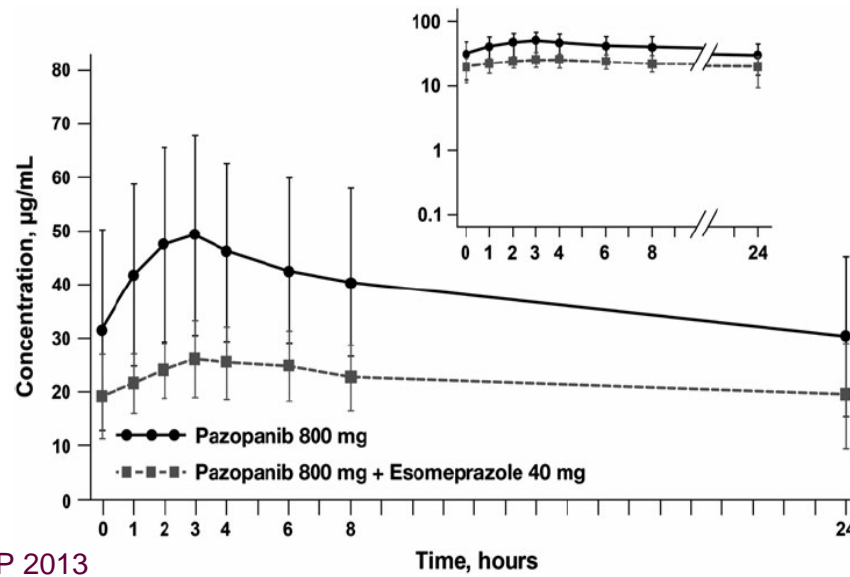 100
10
1
0.1
0 1 2 3 4 6 8 24
80
70
60
50
40
30
20
10
0
Concentration, µg/mL
Pazopanib 800 mg
Pazopanib 800 mg + Esomeprazole 40 mg
0 1 2 3 4 6 8 24
Time, hours
P 2013